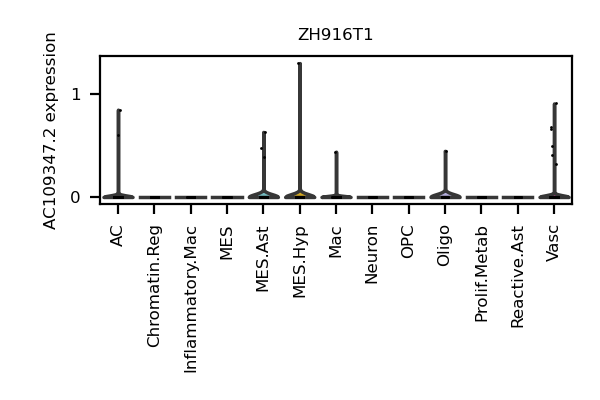 ZH916T1
AC109347.2 expression
1
0
AC
Chromatin.Reg
Inflammatory.Mac
MES
MES.Ast
MES.Hyp
Mac
Neuron
OPC
Oligo
Prolif.Metab
Reactive.Ast
Vasc